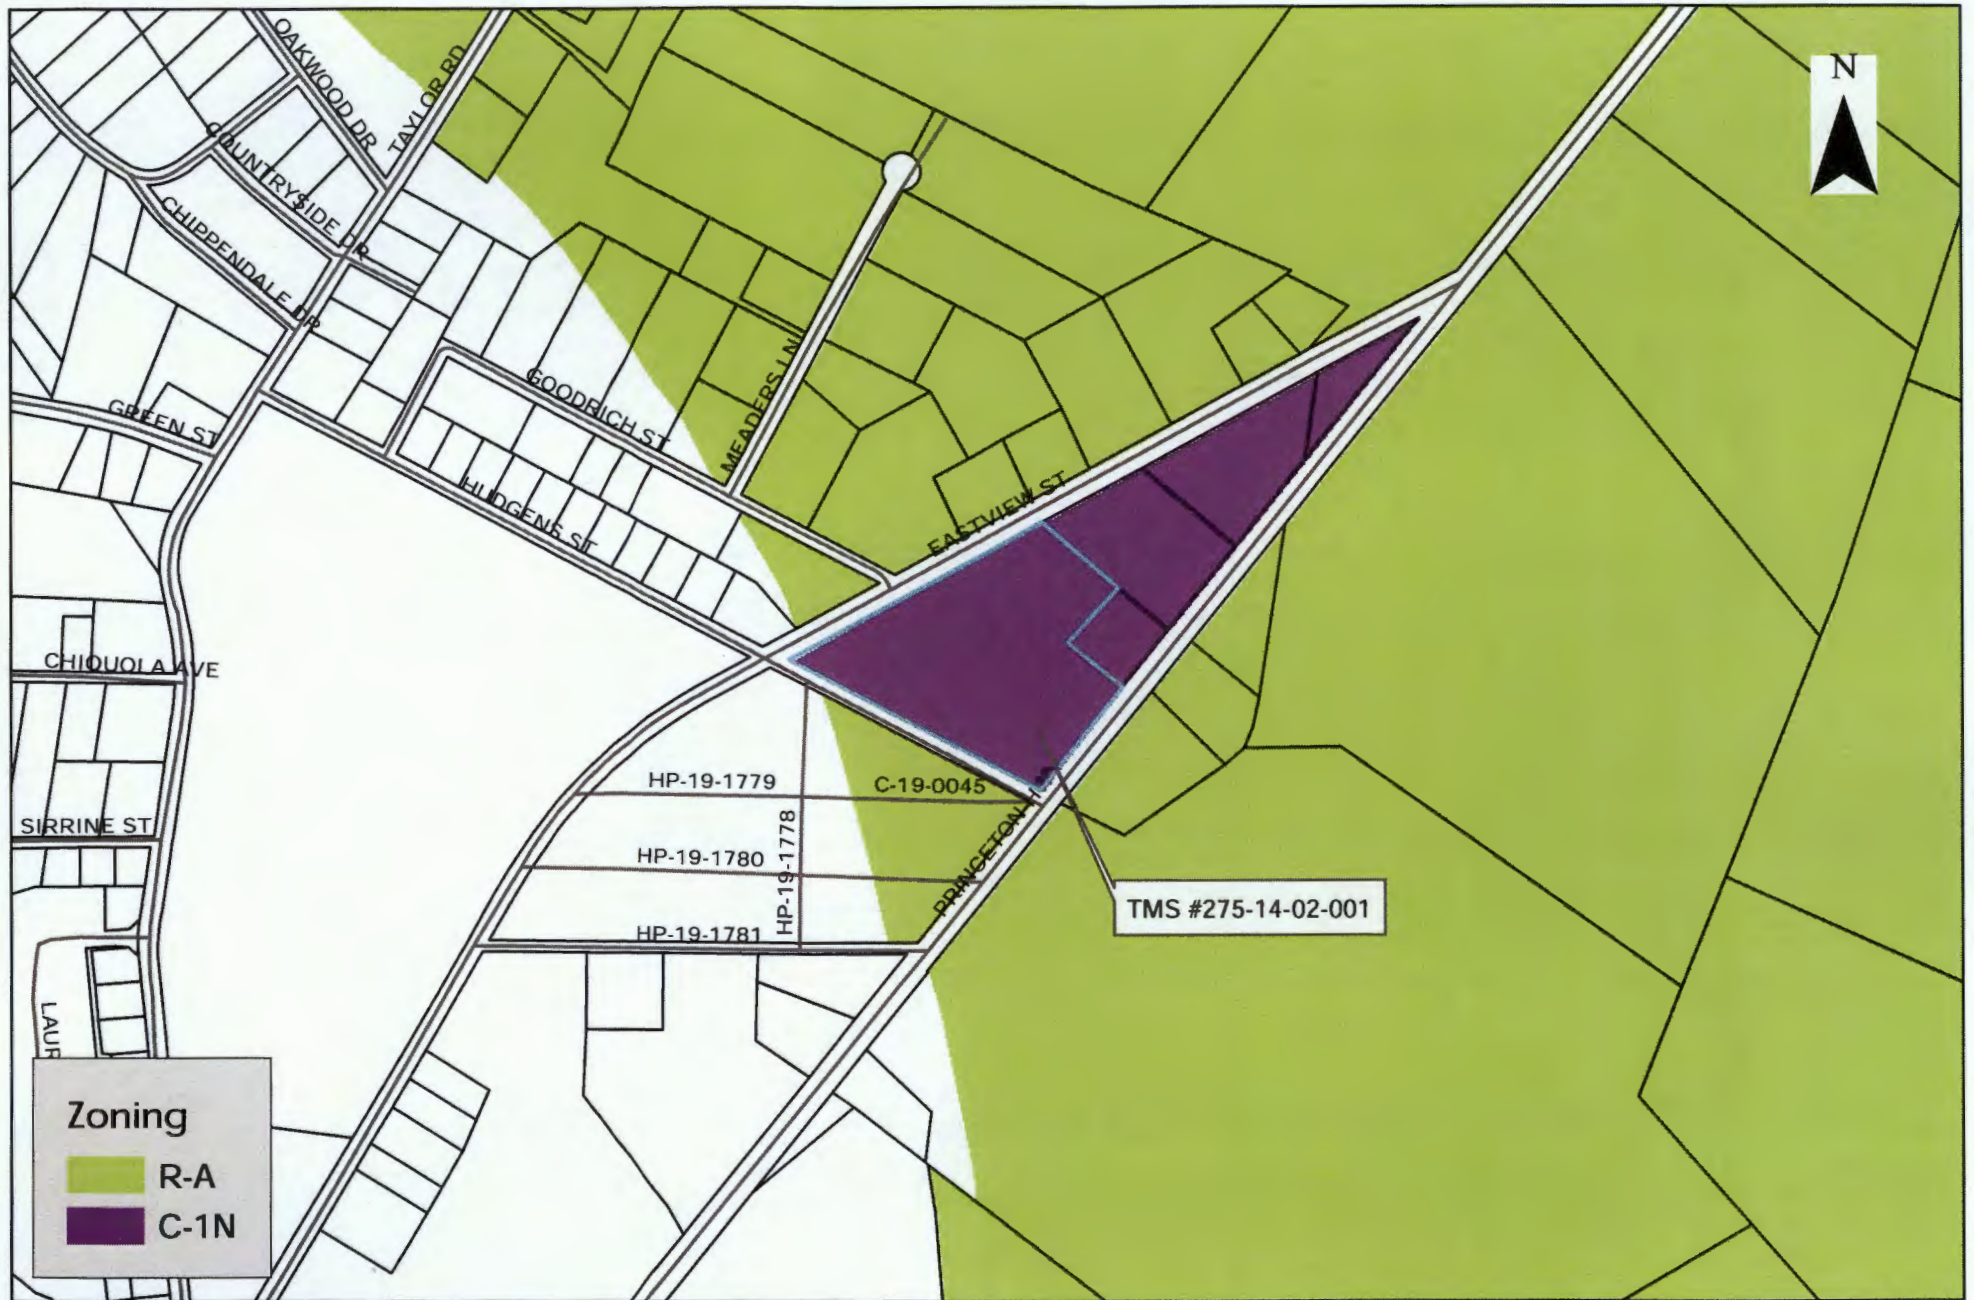 OAKWOOD DR
TAYLOR RD
N
COUNTRYSIDE DR
CHIPPENDALE DR
GOODRICH ST
MEADERS LN
GREEN ST
HUDGENS ST
EASTVIEW ST
CHIQUOLA AVE
HP-19-1779
C-19-0045
SIRRINE ST
HP-19-1778
HP-19-1780
PRINCETON H
TMS #275-14-02-001
HP-19-1781
LAUR
Zoning
R-A
C-1N